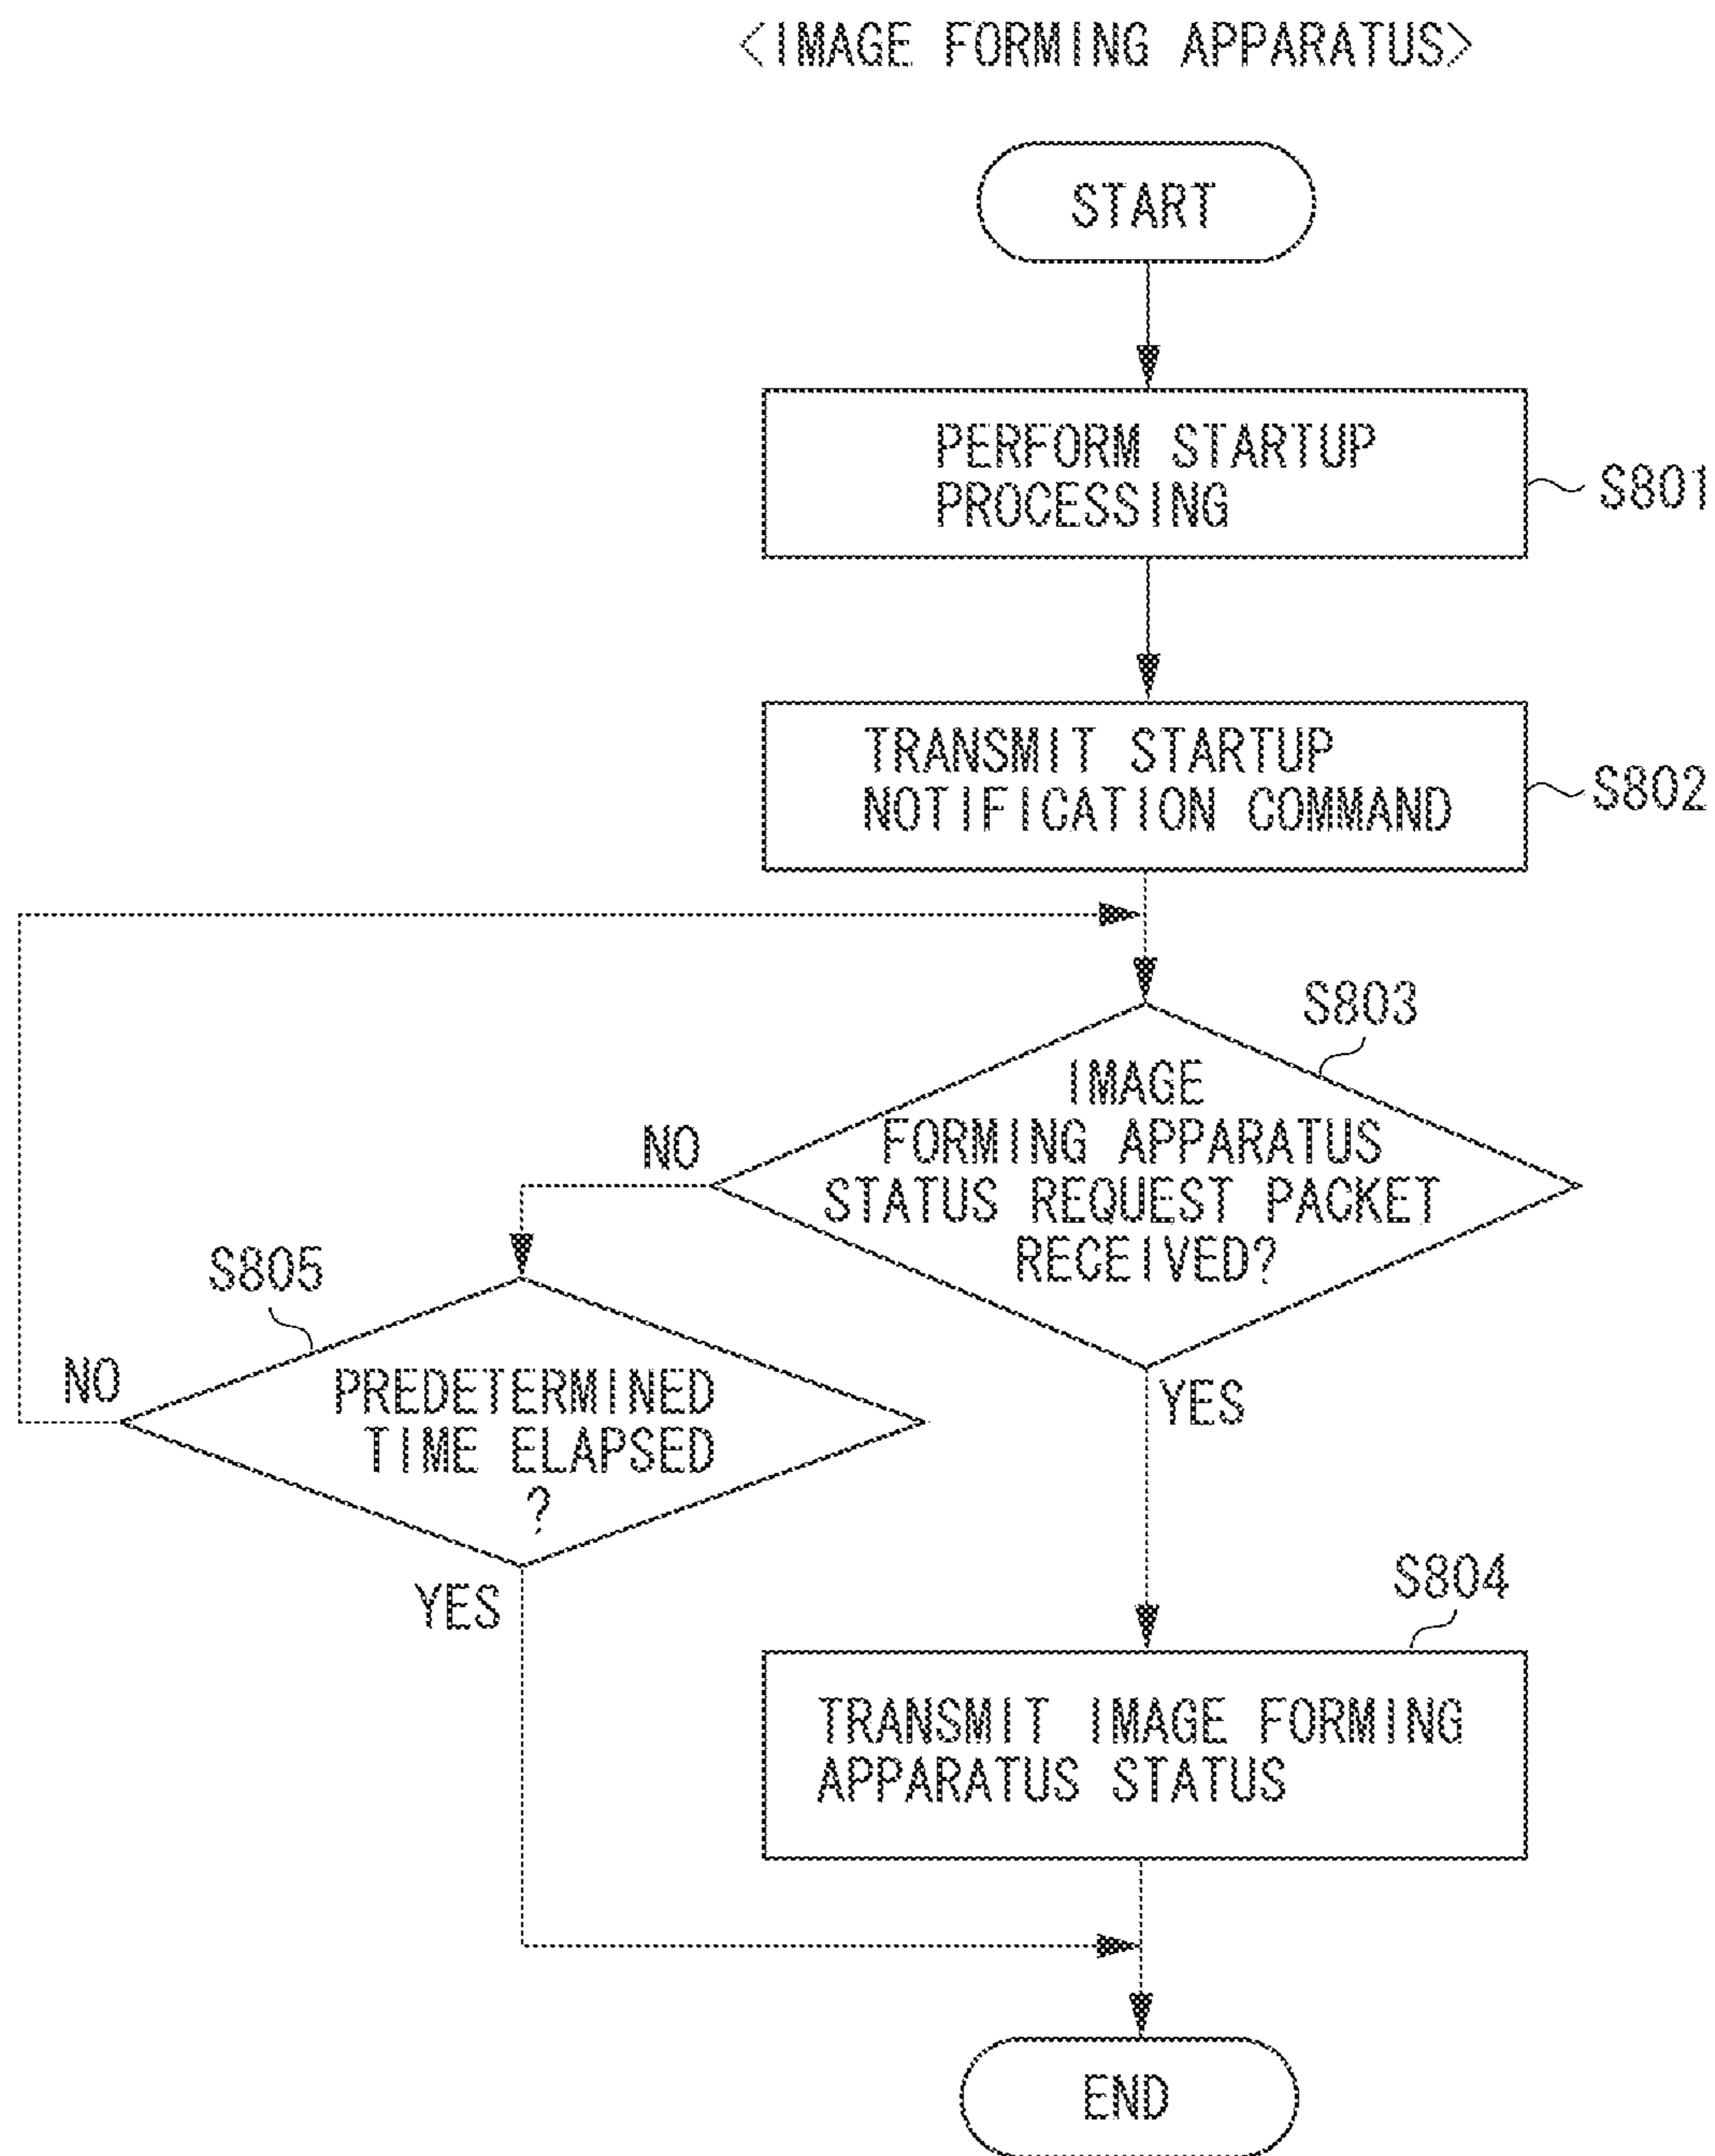 <IMAGE FORMING APPARATUS>
START
PERFORM STARTUP
PROCESSING
S801
TRANSMIT STARTUP
NOTIFICATION COMMAND
S802
S803
IMAGE
FORMING APPARATUS
STATUS REQUEST PACKET
RECEIVED?
NO
YES
S805
PREDETERMINED
TIME ELAPSED
?
NO
YES
S804
TRANSMIT IMAGE FORMING
APPARATUS STATUS
END